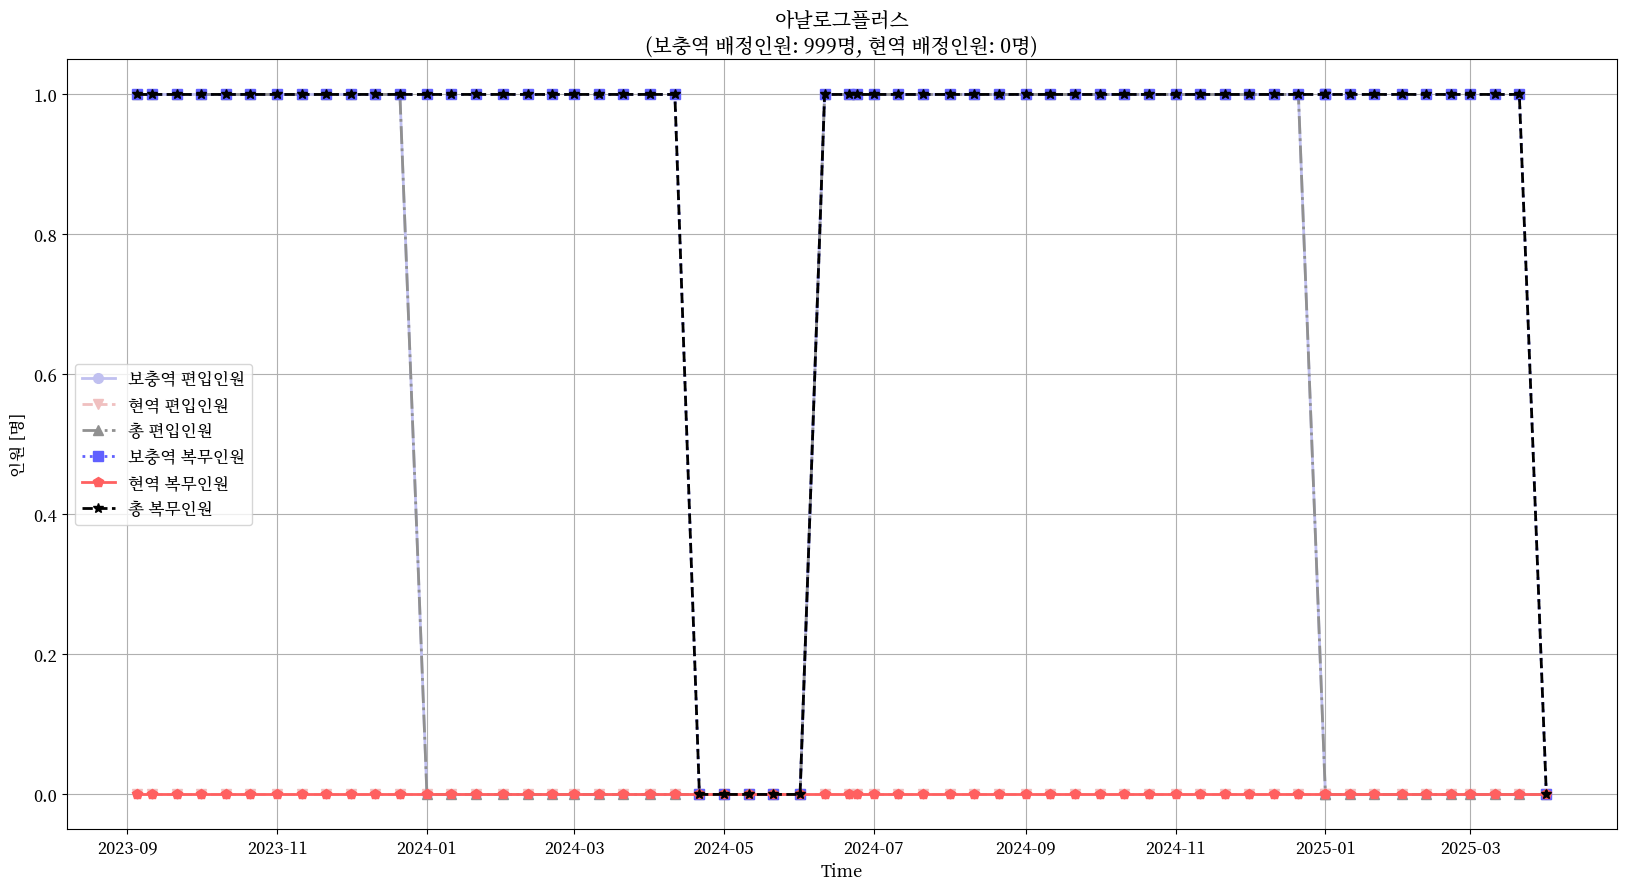 아날로그플러스
(보충역 배정인원: 999명, 현역 배정인원: 0명)
1.0
0.8
0.6
0.4
0.2
0.0
인원 [명]
보충역 편입인원
현역 편입인원
총 편입인원
보충역 복무인원
현역 복무인원
총 복무인원
2023-09
2023-11
2024-01
2024-03
2024-05
2024-07
2024-09
2024-11
2025-01
2025-03
Time